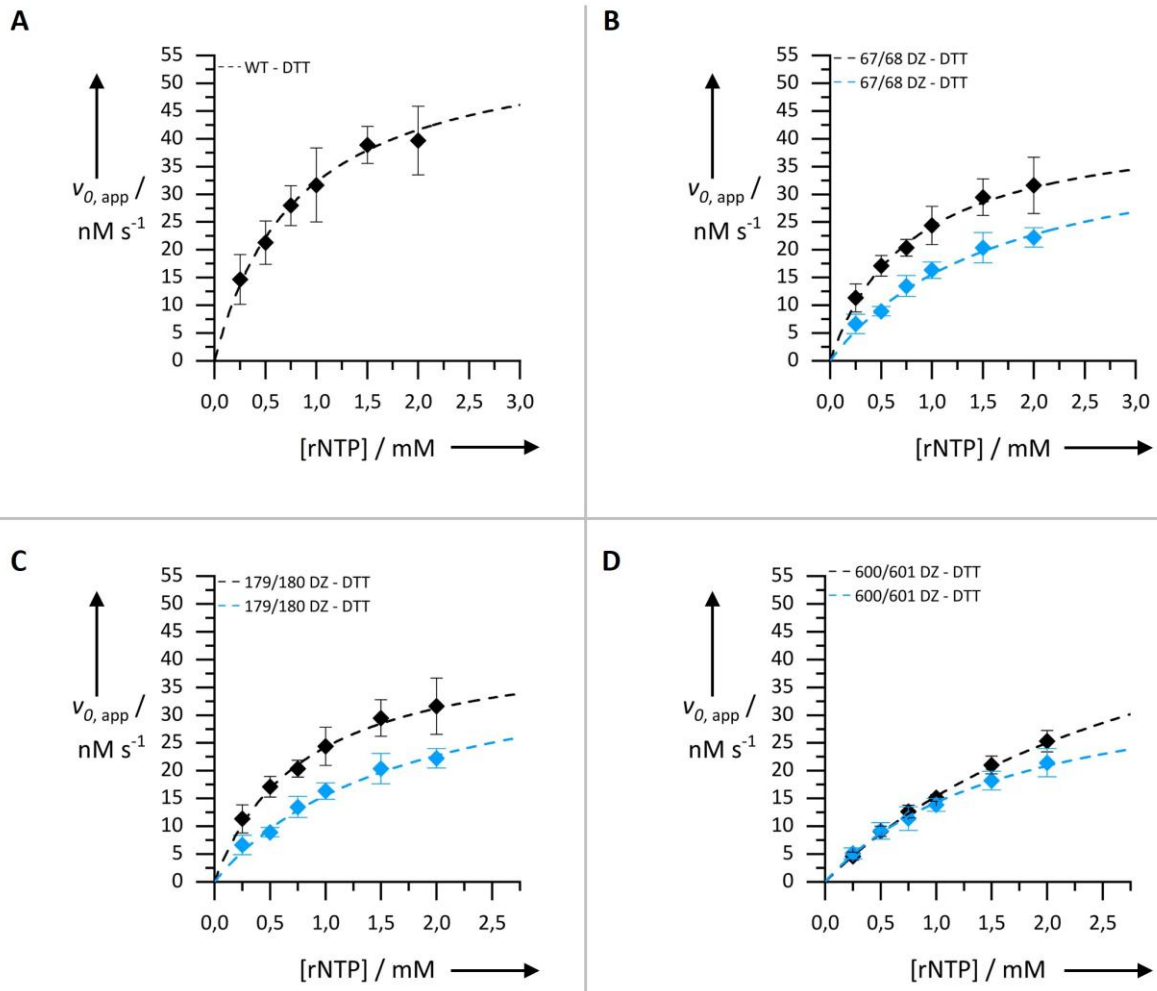 A
55
50
45
40
35
30
25
20
15
10
5
0
WT - DTT
v0, app /
nM s-1
0,0 0,5 1,0 1,5 2,0 2,5 3,0
[rNTP] / mM
B
55
50
45
40
35
30
25
20
15
10
5
0
67/68 DZ - DTT
67/68 DZ - DTT
v0, app /
nM s-1
0,0 0,5 1,0 1,5 2,0 2,5 3,0
[rNTP] / mM
C
55
50
45
40
35
30
25
20
15
10
5
0
179/180 DZ - DTT
179/180 DZ - DTT
v0, app /
nM s-1
0,0 0,5 1,0 1,5 2,0 2,5
[rNTP] / mM
D
55
50
45
40
35
30
25
20
15
10
5
0
600/601 DZ - DTT
600/601 DZ - DTT
v0, app /
nM s-1
0,0 0,5 1,0 1,5 2,0 2,5
[rNTP] / mM